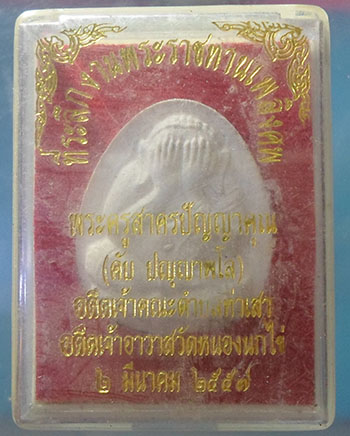 ที่ระลึกงานพระราชทานเพลิงศพ
พระครูสาครปัญญาคุณ
(คัม ปญฺญาพโล)
อดีตเจ้าคณะตำบลท่าเสา
อดีตเจ้าอาวาสวัดหนองนกไข่
๒ มีนาคม ๒๕๕๗